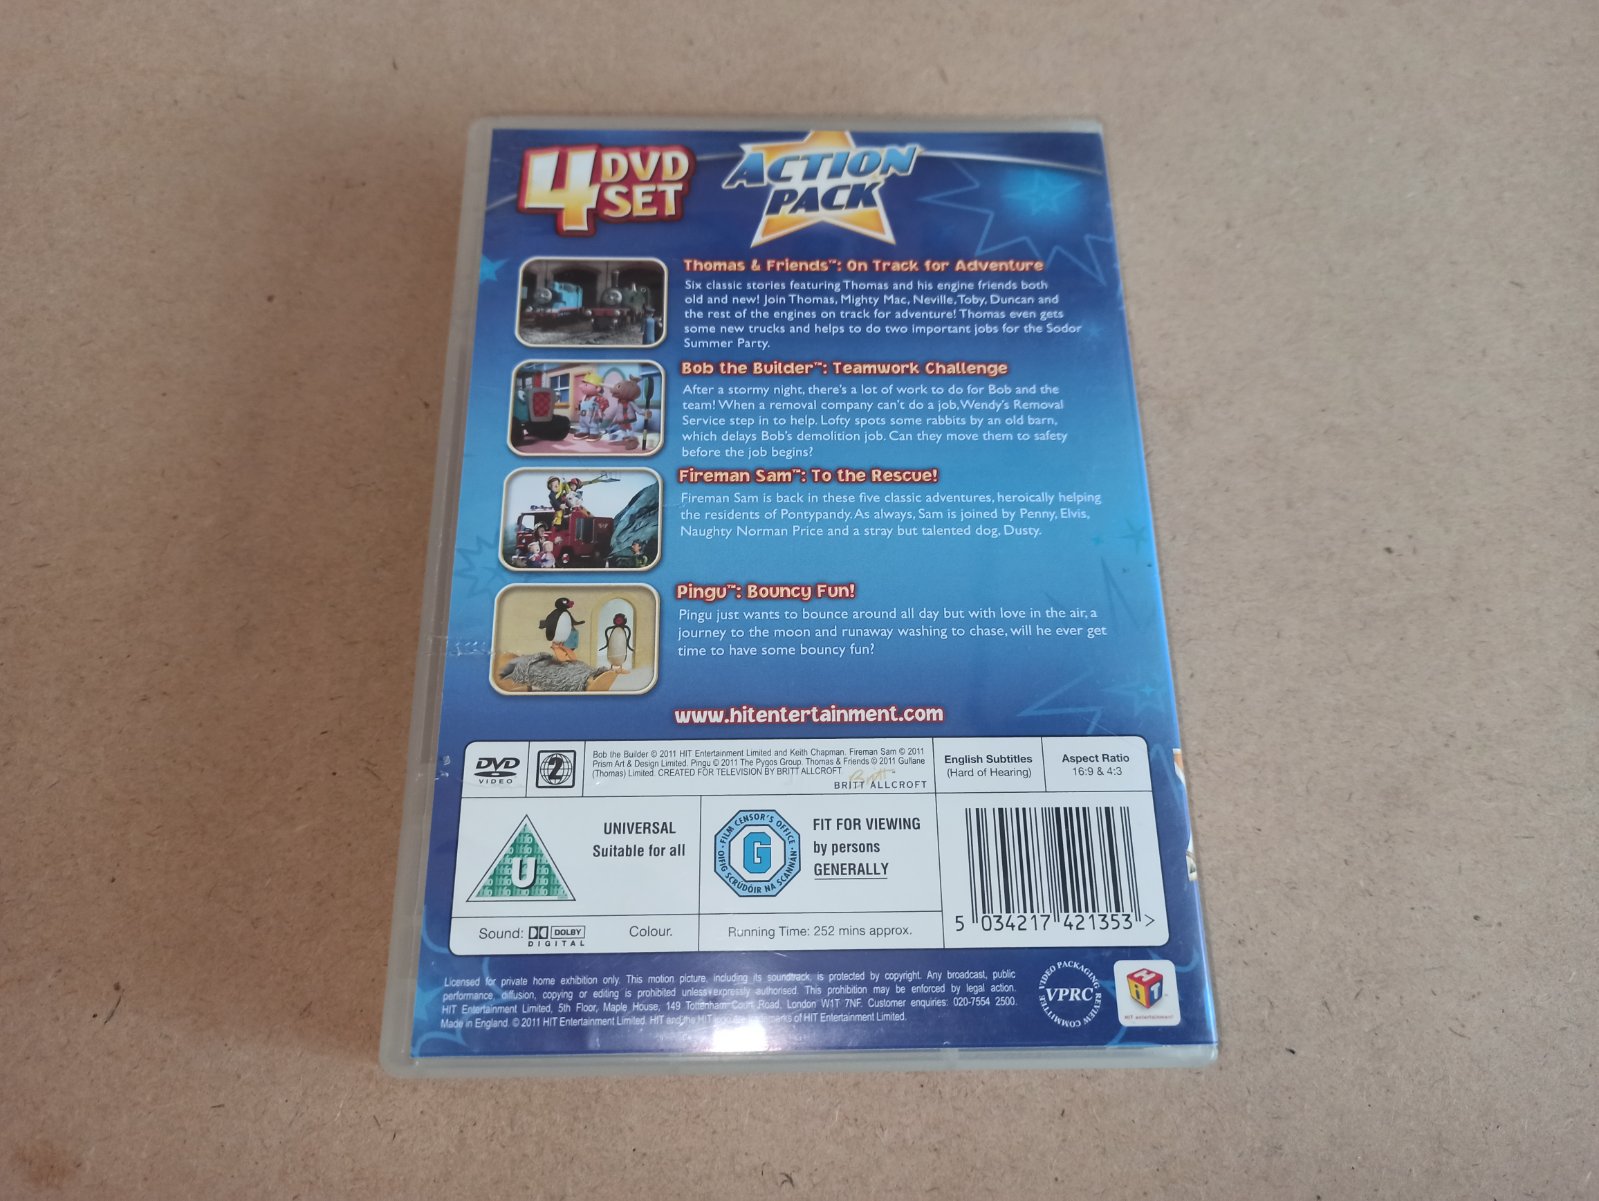 4 DVD SET
ACTION PACK
Thomas & Friends™: On Track for Adventure
Six classic stories featuring Thomas and his engine friends both
old and new! Join Thomas, Mighty Mac, Neville, Toby, Duncan and
the rest of the engines on track for adventure! Thomas even gets
some new trucks and helps to do two important jobs for the Sodor
Summer Party.
Bob the Builder™: Teamwork Challenge
After a stormy night, there's a lot of work to do for Bob and the
team! When a removal company can't do a job, Wendy's Removal
Service step in to help. Lofty spots some rabbits by an old barn,
which delays Bob's demolition job. Can they move them to safety
before the job begins?
Fireman Sam™: To the Rescue!
Fireman Sam is back in these five classic adventures, heroically helping
the residents of Pontypandy. As always, Sam is joined by Penny, Elvis,
Naughty Norman Price and a stray but talented dog, Dusty.
Pingu™: Bouncy Fun!
Pingu just wants to bounce around all day but with love in the air, a
journey to the moon and runaway washing to chase, will he ever get
time to have some bouncy fun?
www.hitentertainment.com
DVD VIDEO
2
Bob the Builder © 2011 HIT Entertainment Limited and Keith Chapman. Fireman Sam © 2011
Prism Art & Design Limited. Pingu © 2011 The Pygos Group. Thomas & Friends © 2011 Gullane
(Thomas) Limited. CREATED FOR TELEVISION BY BRITT ALLCROFT
BRITT ALLCROFT
English Subtitles
(Hard of Hearing)
Aspect Ratio
16:9 & 4:3
U
UNIVERSAL
Suitable for all
FILM CENSOR'S OFFICE
G
OIFIG SCRÚDÓIR NA SCANNÁN
FIT FOR VIEWING
by persons
GENERALLY
5 034217 421353 >
Sound: DOLBY DIGITAL
Colour.
Running Time: 252 mins approx.
Licensed for private home exhibition only. This motion picture, including its soundtrack, is protected by copyright. Any broadcast, public
performance, diffusion, copying or editing is prohibited unless expressly authorised. This prohibition may be enforced by legal action.
HIT Entertainment Limited, 5th Floor, Maple House, 149 Tottenham Court Road, London W1T 7NF. Customer enquiries: 020-7554 2500.
Made in England. © 2011 HIT Entertainment Limited. HIT and the HIT logo are trademarks of HIT Entertainment Limited.
VIDEO PACKAGING REVIEW COMMITTEE
VPRC
HiT
HIT entertainment